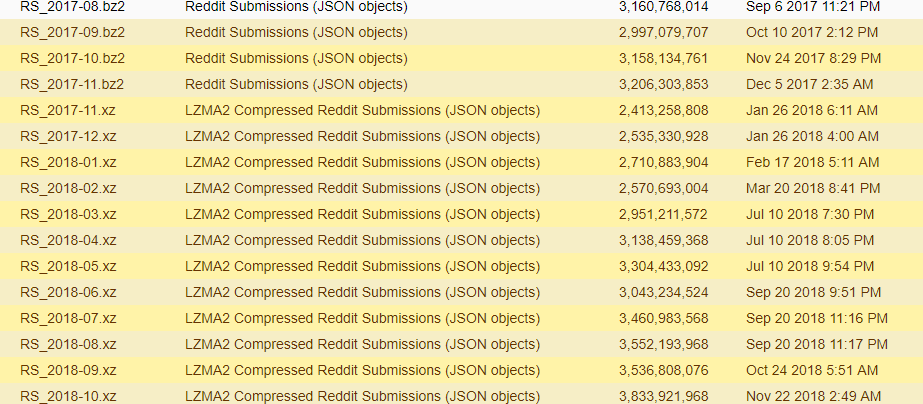 RS_2017-08.bz2 Reddit Submissions (JSON objects) 3,160,768,014 Sep 6 2017 11:21 PM
RS_2017-09.bz2 Reddit Submissions (JSON objects) 2,997,079,707 Oct 10 2017 2:12 PM
RS_2017-10.bz2 Reddit Submissions (JSON objects) 3,158,134,761 Nov 24 2017 8:29 PM
RS_2017-11.bz2 Reddit Submissions (JSON objects) 3,206,303,853 Dec 5 2017 2:35 AM
RS_2017-11.xz LZMA2 Compressed Reddit Submissions (JSON objects) 2,413,258,808 Jan 26 2018 6:11 AM
RS_2017-12.xz LZMA2 Compressed Reddit Submissions (JSON objects) 2,535,330,928 Jan 26 2018 4:00 AM
RS_2018-01.xz LZMA2 Compressed Reddit Submissions (JSON objects) 2,710,883,904 Feb 17 2018 5:11 AM
RS_2018-02.xz LZMA2 Compressed Reddit Submissions (JSON objects) 2,570,693,004 Mar 20 2018 8:41 PM
RS_2018-03.xz LZMA2 Compressed Reddit Submissions (JSON objects) 2,951,211,572 Jul 10 2018 7:30 PM
RS_2018-04.xz LZMA2 Compressed Reddit Submissions (JSON objects) 3,138,459,368 Jul 10 2018 8:05 PM
RS_2018-05.xz LZMA2 Compressed Reddit Submissions (JSON objects) 3,304,433,092 Jul 10 2018 9:54 PM
RS_2018-06.xz LZMA2 Compressed Reddit Submissions (JSON objects) 3,043,234,524 Sep 20 2018 9:51 PM
RS_2018-07.xz LZMA2 Compressed Reddit Submissions (JSON objects) 3,460,983,568 Sep 20 2018 11:16 PM
RS_2018-08.xz LZMA2 Compressed Reddit Submissions (JSON objects) 3,552,193,968 Sep 20 2018 11:17 PM
RS_2018-09.xz LZMA2 Compressed Reddit Submissions (JSON objects) 3,536,808,076 Oct 24 2018 5:51 AM
RS_2018-10.xz LZMA2 Compressed Reddit Submissions (JSON objects) 3,833,921,968 Nov 22 2018 2:49 AM